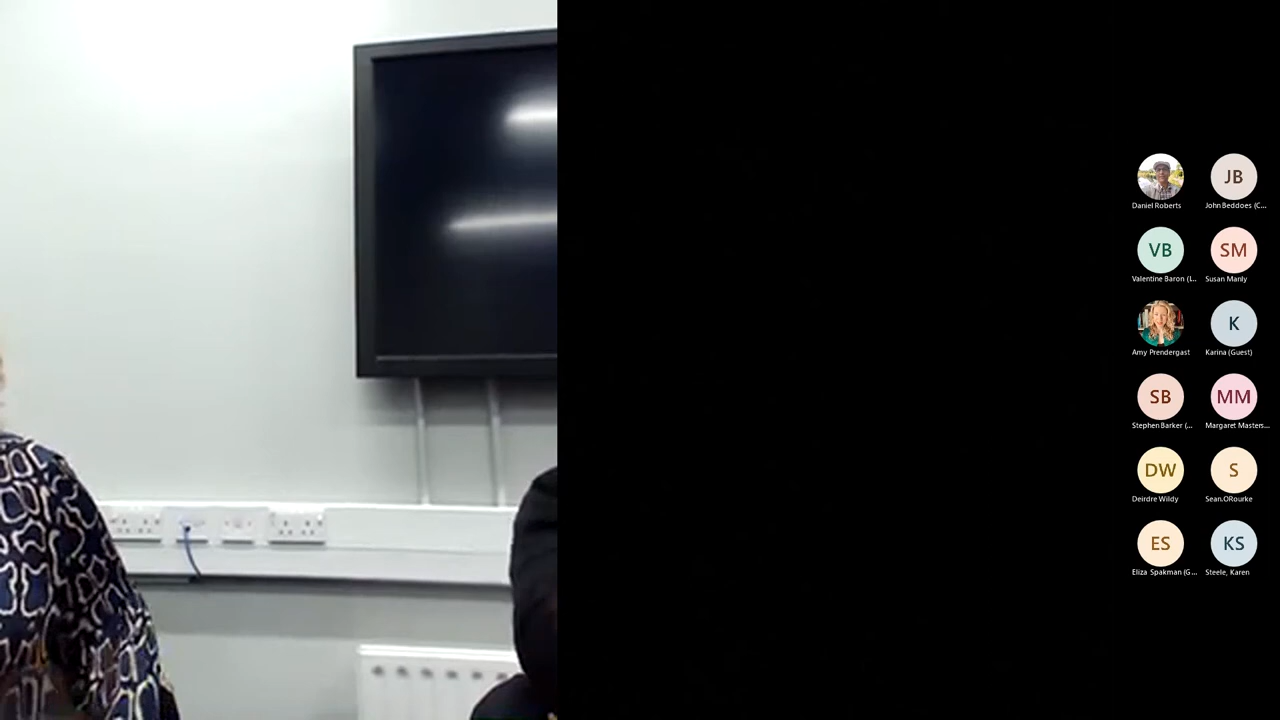 JB
Daniel Roberts
John Beddoes (C...
VB
SM
Valentine Baron (L...
Susan Manly
K
Amy Prendergast
Karina (Guest)
SB
MM
Stephen Barker (...
Margaret Masters...
DW
S
Deirdre Wildy
Sean.ORourke
ES
KS
Eliza Spakman (G...
Steele, Karen